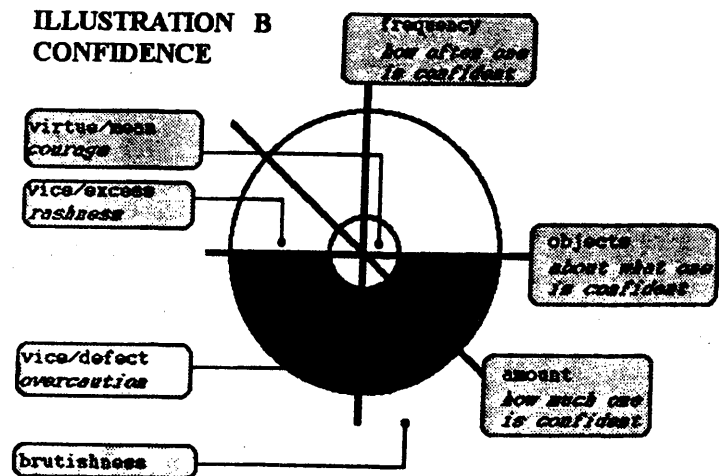 ILLUSTRATION B
CONFIDENCE
frequency
how often one
is confident
virtue/mean
courage
vice/excess
rashness
objects
about what one
is confident
vice/defect
overcaution
amount
how much one
is confident
brutishness